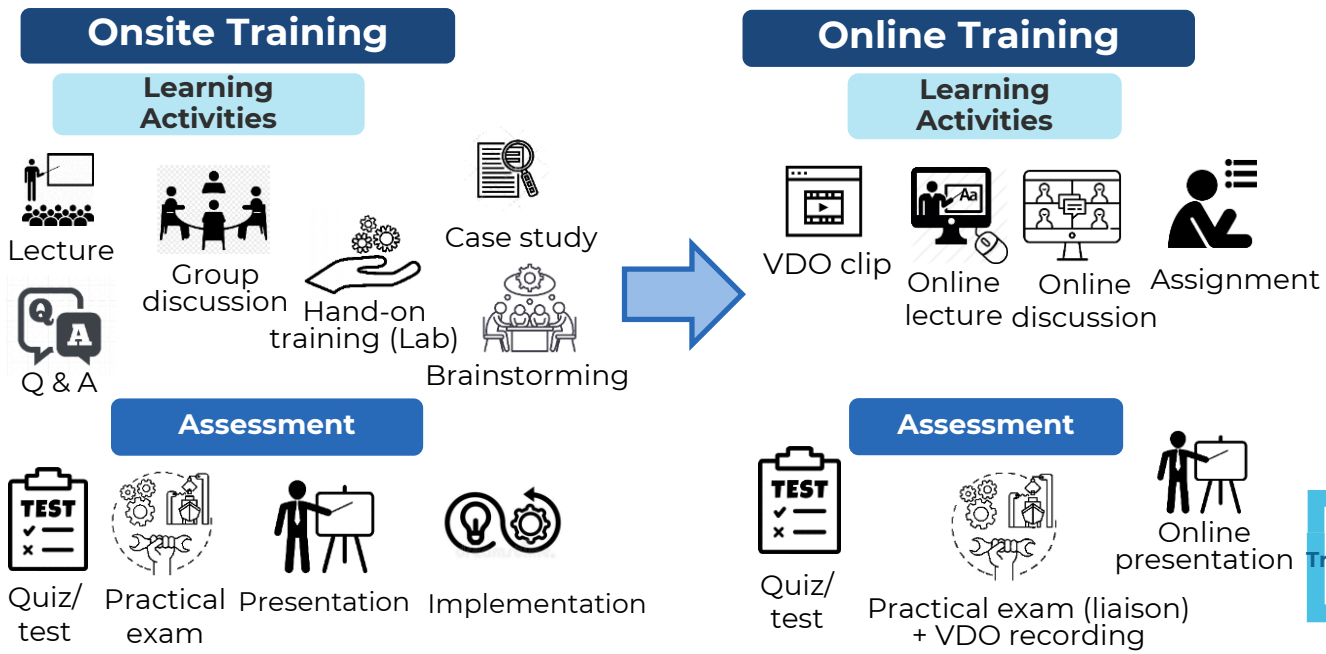 Onsite Training
Learning
Activities
Lecture
Group
discussion
Hand-on
training (Lab)
Case study
Q
A
Q & A
Brainstorming
Assessment
TEST
Quiz/
test
Practical
exam
Presentation
Implementation
Online Training
Learning
Activities
VDO clip
Aa
Online
lecture
Online
discussion
Assignment
Assessment
TEST
Quiz/
test
Practical exam (liaison)
+ VDO recording
Online
presentation